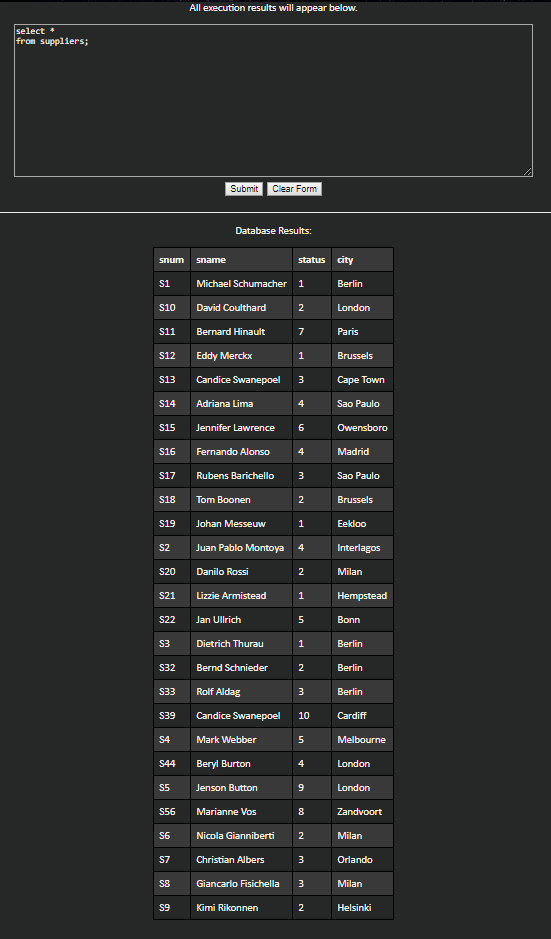 All execution results will appear below.
select *
from suppliers;
Submit Clear Form
Database Results:
snum sname status city
S1 Michael Schumacher 1 Berlin
S10 David Coulthard 2 London
S11 Bernard Hinault 7 Paris
S12 Eddy Merckx 1 Brussels
S13 Candice Swanepoel 3 Cape Town
S14 Adriana Lima 4 Sao Paulo
S15 Jennifer Lawrence 6 Owensboro
S16 Fernando Alonso 4 Madrid
S17 Rubens Barichello 3 Sao Paulo
S18 Tom Boonen 2 Brussels
S19 Johan Messeuw 1 Eekloo
S2 Juan Pablo Montoya 4 Interlagos
S20 Danilo Rossi 2 Milan
S21 Lizzie Armistead 1 Hempstead
S22 Jan Ullrich 5 Bonn
S3 Dietrich Thurau 1 Berlin
S32 Bernd Schnieder 2 Berlin
S33 Rolf Aldag 3 Berlin
S39 Candice Swanepoel 10 Cardiff
S4 Mark Webber 5 Melbourne
S44 Beryl Burton 4 London
S5 Jenson Button 9 London
S56 Marianne Vos 8 Zandvoort
S6 Nicola Gianniberti 2 Milan
S7 Christian Albers 3 Orlando
S8 Giancarlo Fisichella 3 Milan
S9 Kimi Rikonnen 2 Helsinki